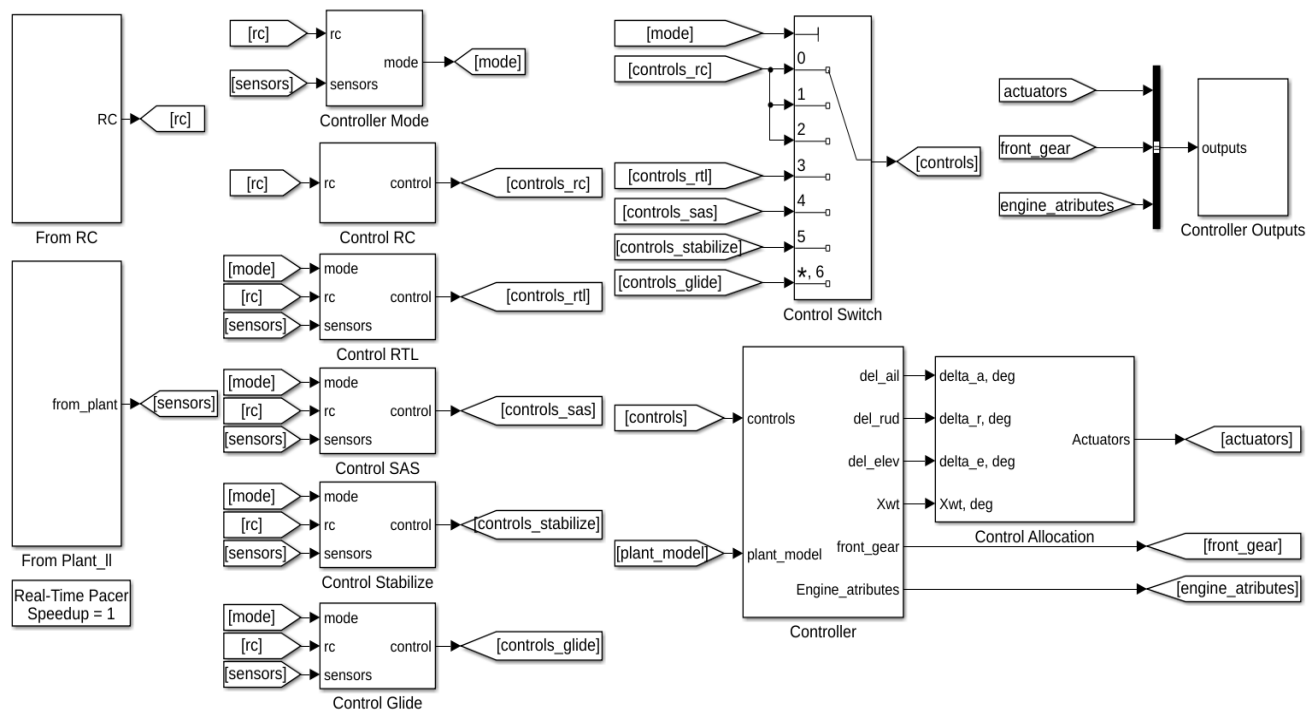 RC
[rc]
From RC
from_plant
[sensors]
From Plant_ll
Real-Time Pacer
Speedup = 1
[rc]
[sensors]
rc
sensors
mode
[mode]
Controller Mode
[rc]
rc
control
[controls_rc]
Control RC
[mode]
[rc]
[sensors]
mode
rc
sensors
control
[controls_rtl]
Control RTL
[mode]
[rc]
[sensors]
mode
rc
sensors
control
[controls_sas]
Control SAS
[mode]
[rc]
[sensors]
mode
rc
sensors
control
[controls_stabilize]
Control Stabilize
[mode]
[rc]
[sensors]
mode
rc
sensors
control
[controls_glide]
Control Glide
[mode]
[controls_rc]
[controls_rtl]
[controls_sas]
[controls_stabilize]
[controls_glide]
0
1
2
3
4
5
*, 6
Control Switch
[controls]
actuators
front_gear
engine_atributes
outputs
Controller Outputs
[controls]
[plant_model]
controls
plant_model
del_ail
del_rud
del_elev
Xwt
front_gear
Engine_atributes
Controller
delta_a, deg
delta_r, deg
delta_e, deg
Xwt, deg
Actuators
Control Allocation
[actuators]
[front_gear]
[engine_atributes]